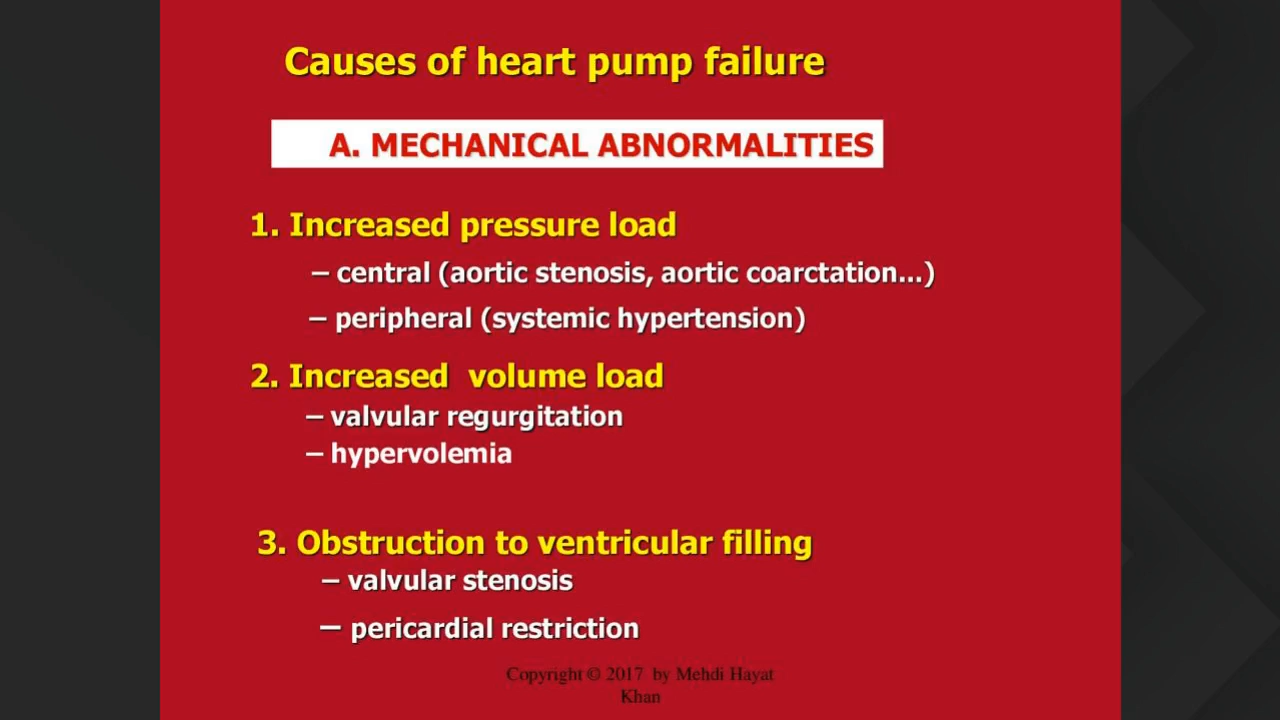 Causes of heart pump failure
A. MECHANICAL ABNORMALITIES
1. Increased pressure load
– central (aortic stenosis, aortic coarctation...)
– peripheral (systemic hypertension)
2. Increased  volume load
– valvular regurgitation
– hypervolemia
3. Obstruction to ventricular filling
– valvular stenosis
– pericardial restriction
Copyright © 2017  by Mehdi Hayat
Khan